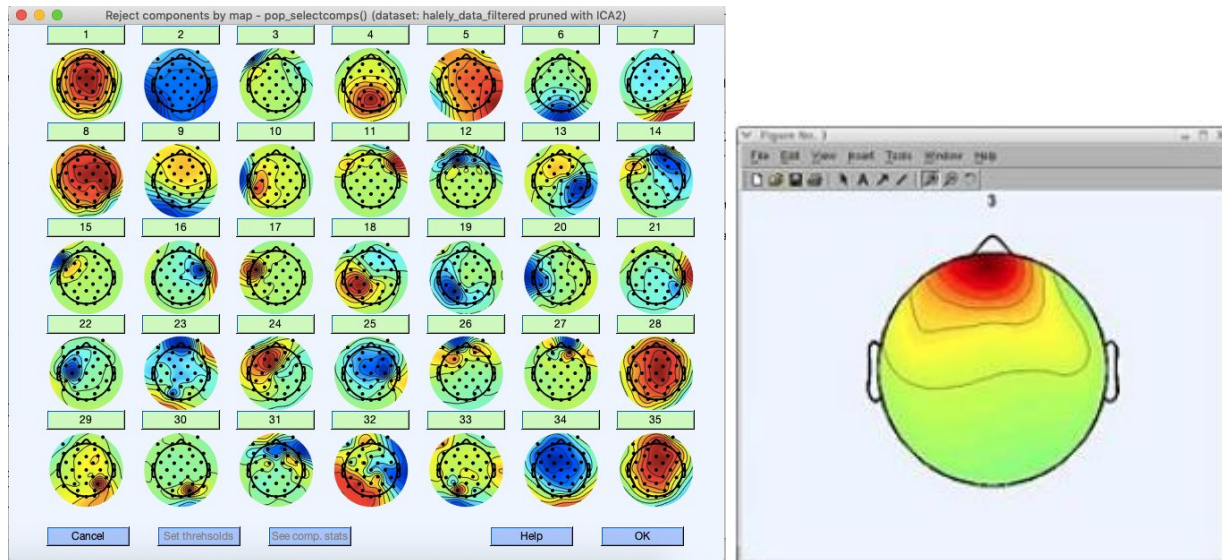 Reject components by map - pop_selectcomps() (dataset: halely_data_filtered pruned with ICA2)
1 2 3 4 5 6 7
8 9 10 11 12 13 14
15 16 17 18 19 20 21
22 23 24 25 26 27 28
29 30 31 32 33 34 35
Cancel Set threhsolds See comp. stats Help OK
Figure No. 3
File Edit View Insert Tools Window Help
3